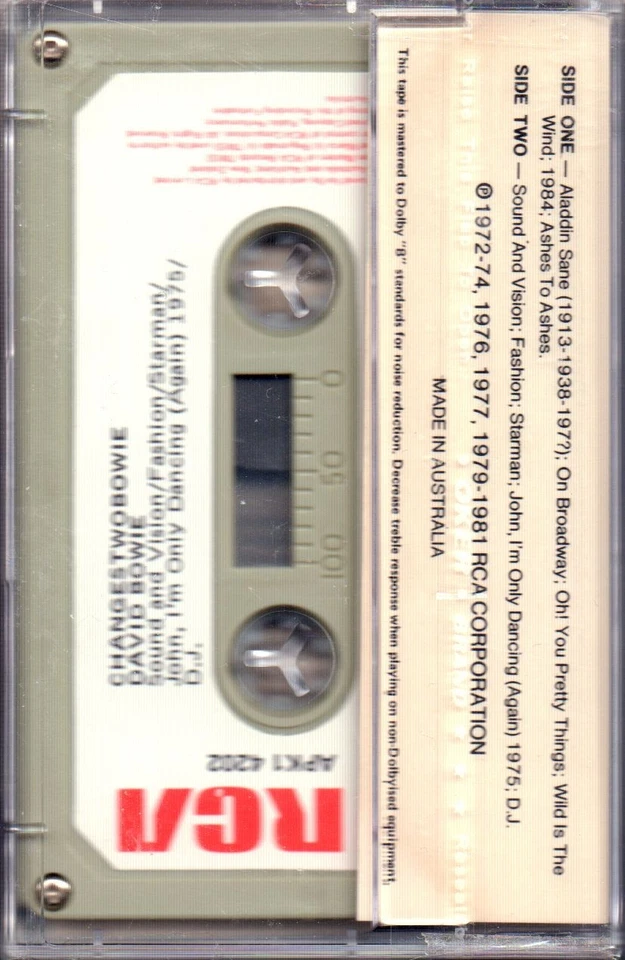 SIDE ONE — Aladdin Sane (1913-1938-197?); On Broadway; Oh! You Pretty Things; Wild Is The
Wind; 1984; Ashes To Ashes.
SIDE TWO — Sound And Vision; Fashion; Starman; John, I'm Only Dancing (Again) 1975; D.J.
℗1972-74, 1976, 1977, 1979-1981 RCA CORPORATION
MADE IN AUSTRALIA
This tape is mastered to Dolby "B" standards for noise reduction. Decrease treble response when playing on non-Dolbyised equipment.
CHANGESTWOBOWIE
DAVID BOWIE
Sound and Vision/Fashion/Starman/
John, I'm Only Dancing (Again) 1975/
D.J.
0 50 100
APK1 4202
RCA